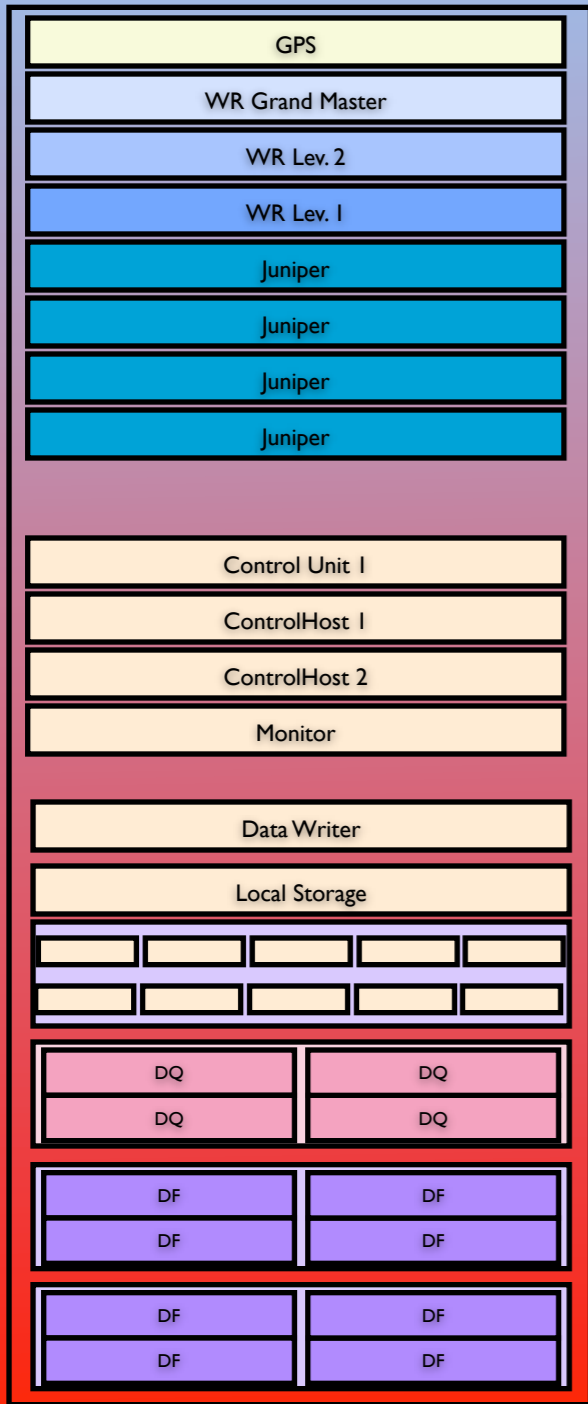 GPS
WR Grand Master
WR Lev. 2
WR Lev. 1
Juniper
Juniper
Juniper
Juniper
Control Unit 1
ControlHost 1
ControlHost 2
Monitor
Data Writer
Local Storage
DQ DQ
DQ DQ
DF DF
DF DF
DF DF
DF DF